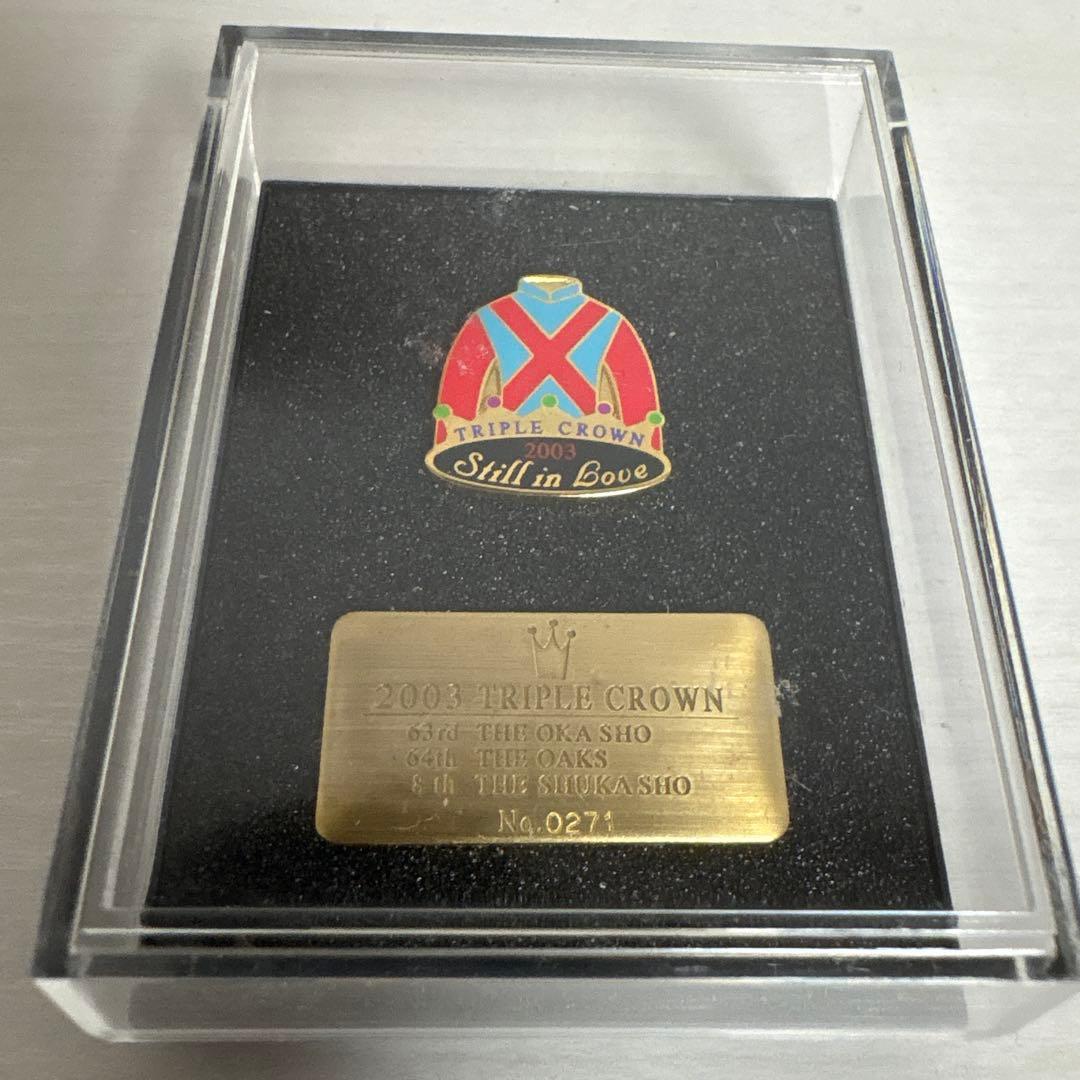 TRIPLE CROWN
2003
Still in Love
2003 TRIPLE CROWN
63rd THE OKA SHO
64th THE OAKS
8 th THE SHUKA SHO
No.0271